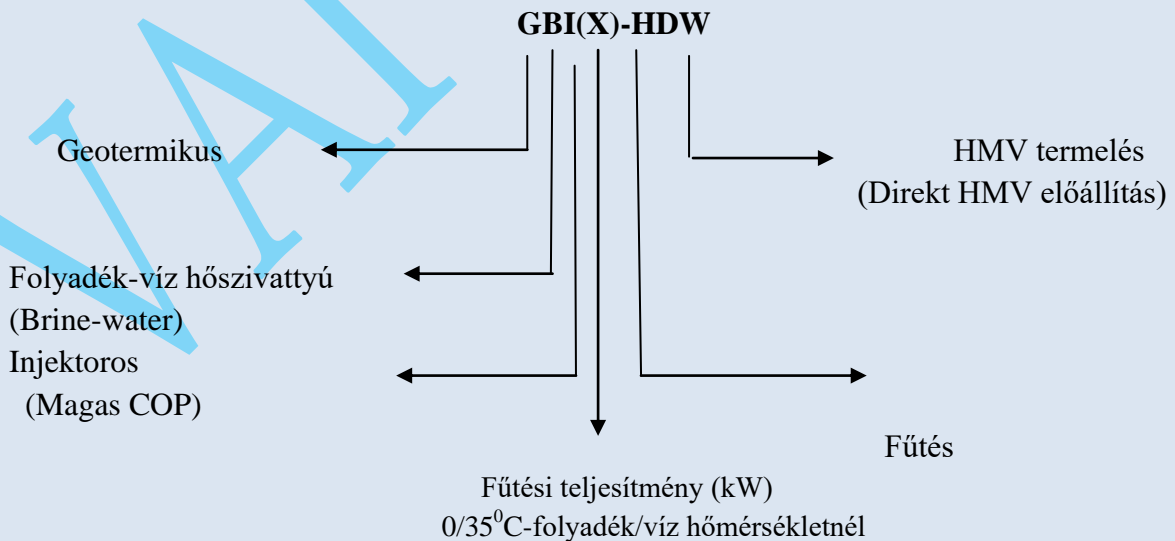 GBI(X)-HDW
Geotermikus
HMV termelés
(Direkt HMV előállítás)
Folyadék-víz hőszivattyú
(Brine-water)
Injektoros
(Magas COP)
Fűtés
Fűtési teljesítmény (kW)
0/35⁰C-folyadék/víz hőmérsékletnél